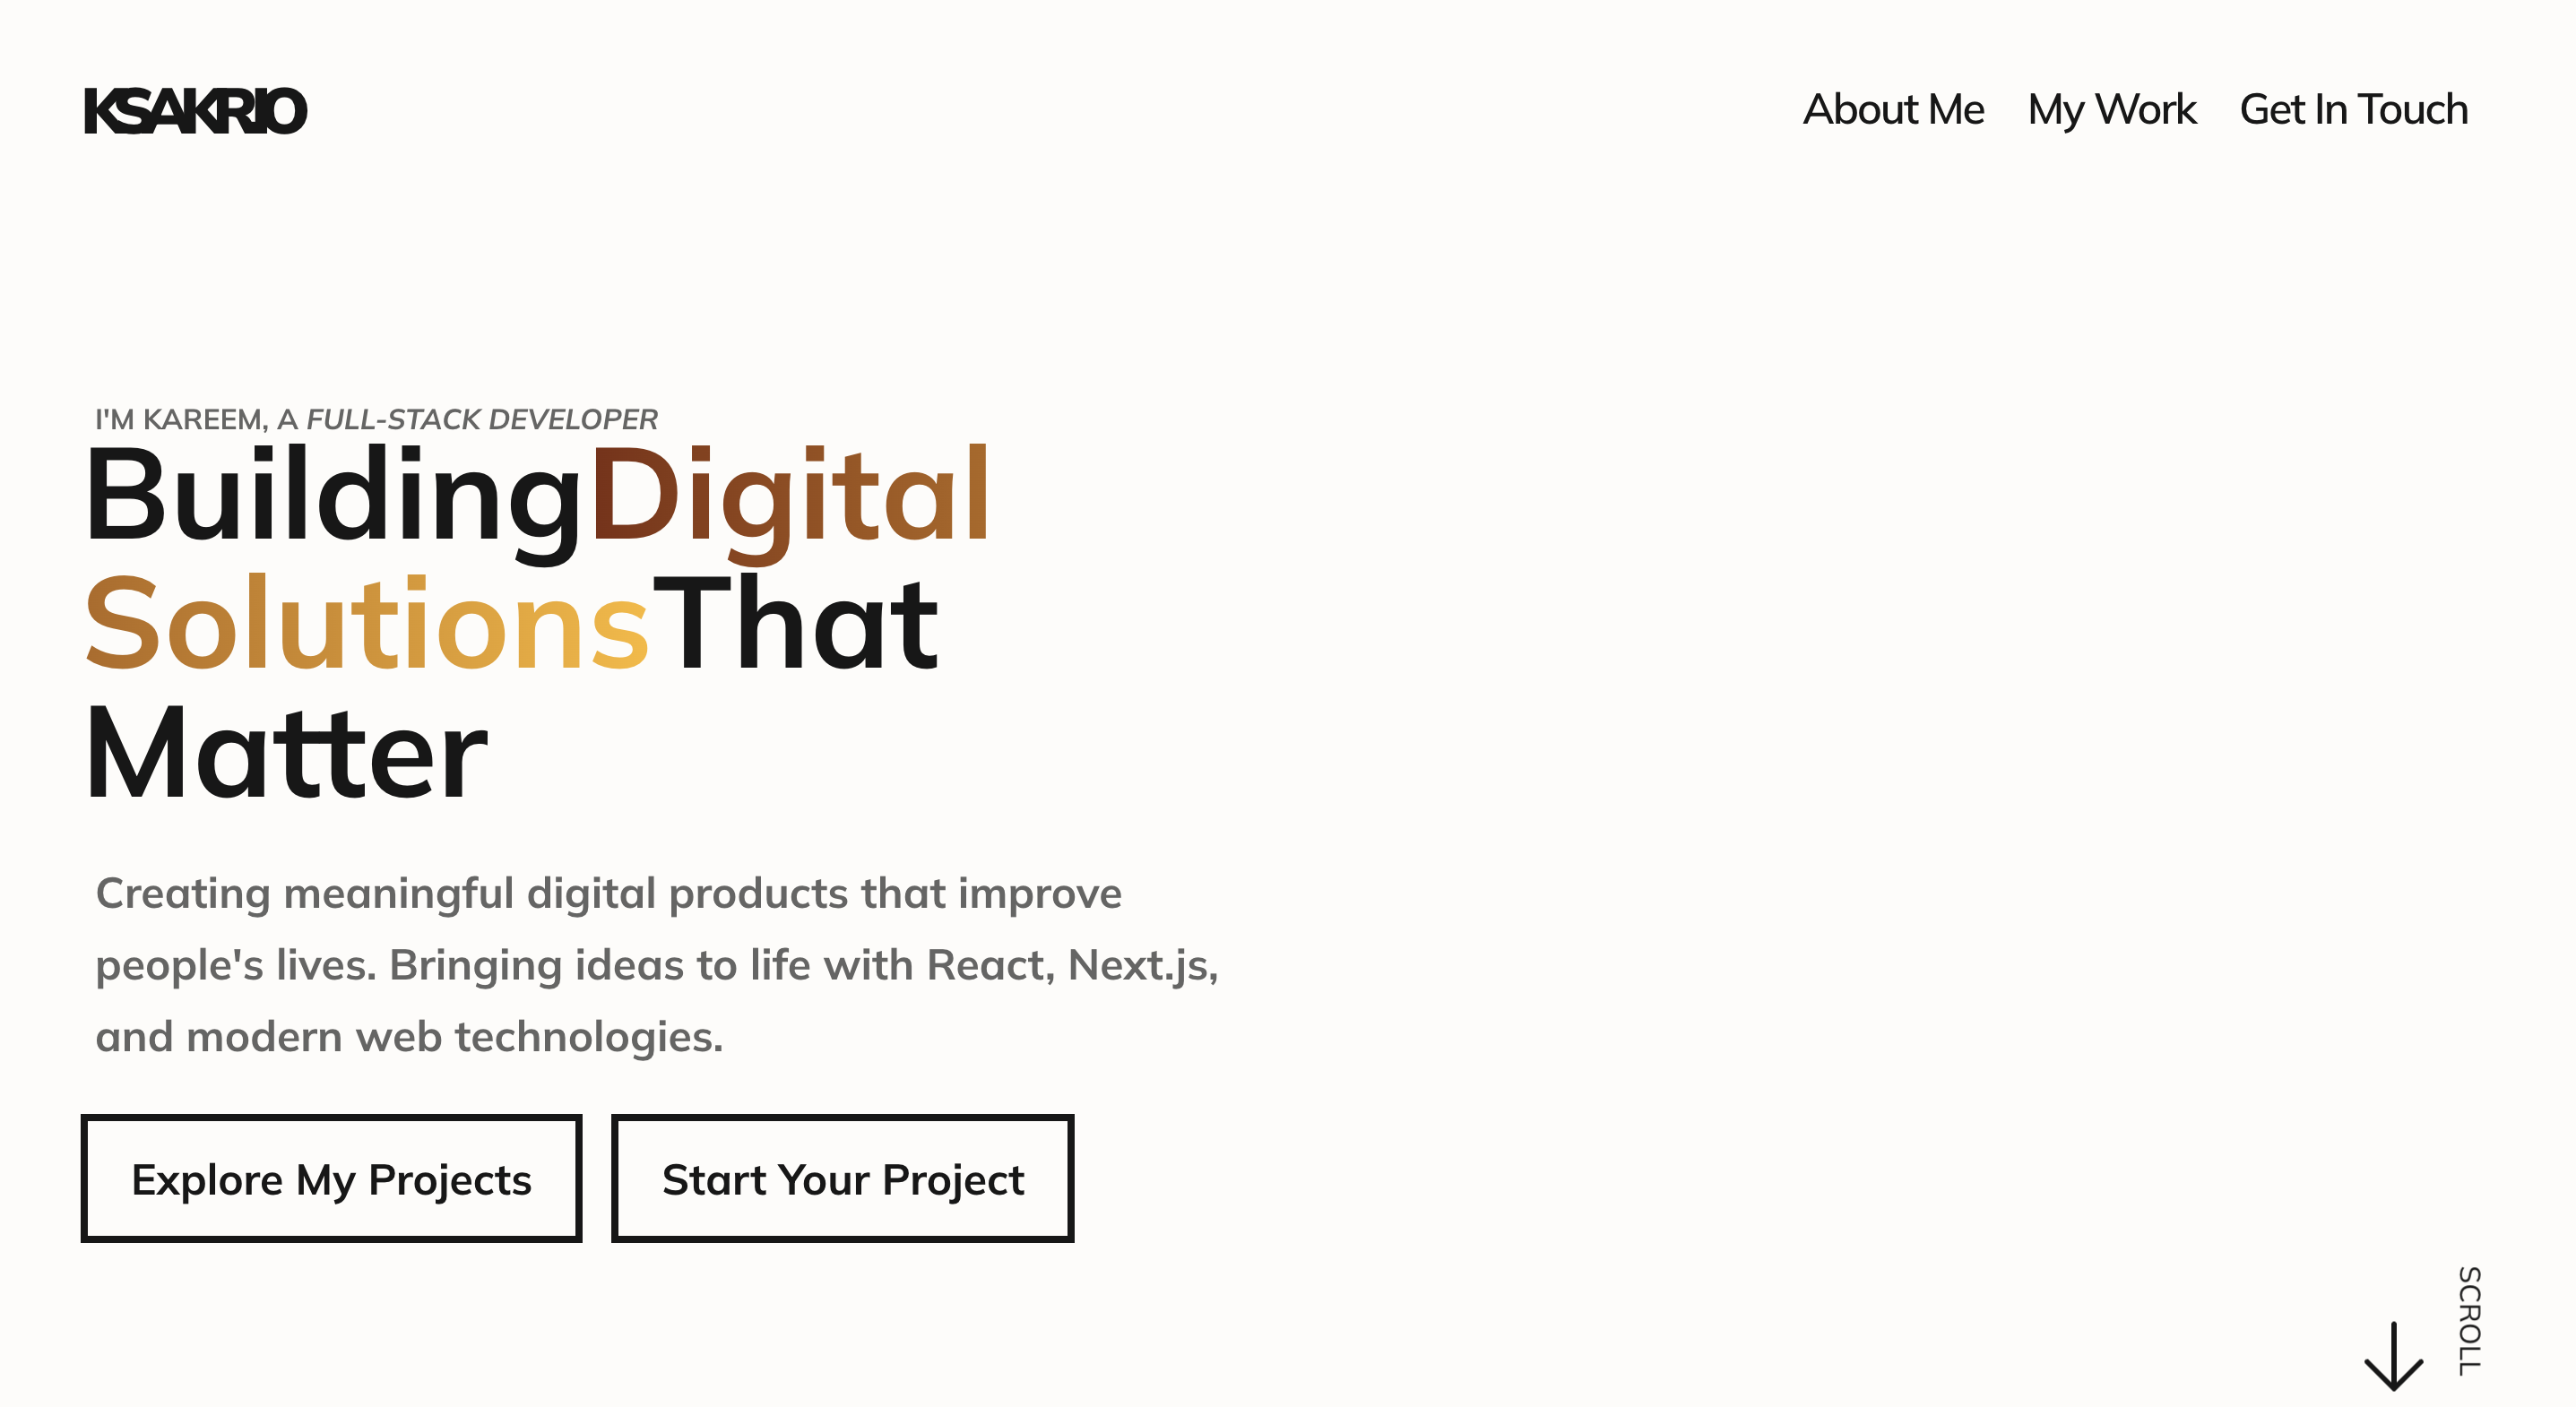 KSAKRIO
About Me My Work Get In Touch
I'M KAREEM, A FULL-STACK DEVELOPER
BuildingDigital
SolutionsThat
Matter
Creating meaningful digital products that improve
people's lives. Bringing ideas to life with React, Next.js,
and modern web technologies.
Explore My Projects
Start Your Project
SCROLL